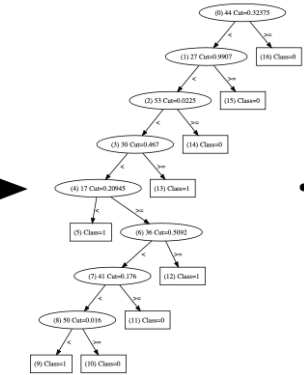 (0) 44 Cut=0.32375
< >=
(1) 27 Cut=0.9907 (16) Class=0
< >=
(2) 53 Cut=0.0225 (15) Class=0
< >=
(3) 30 Cut=0.467 (14) Class=0
< >=
(4) 17 Cut=0.20945 (13) Class=1
< >=
(5) Class=1 (6) 36 Cut=0.5092
< >=
(7) 41 Cut=0.176 (12) Class=1
< >=
(8) 50 Cut=0.016 (11) Class=0
< >=
(9) Class=1 (10) Class=0